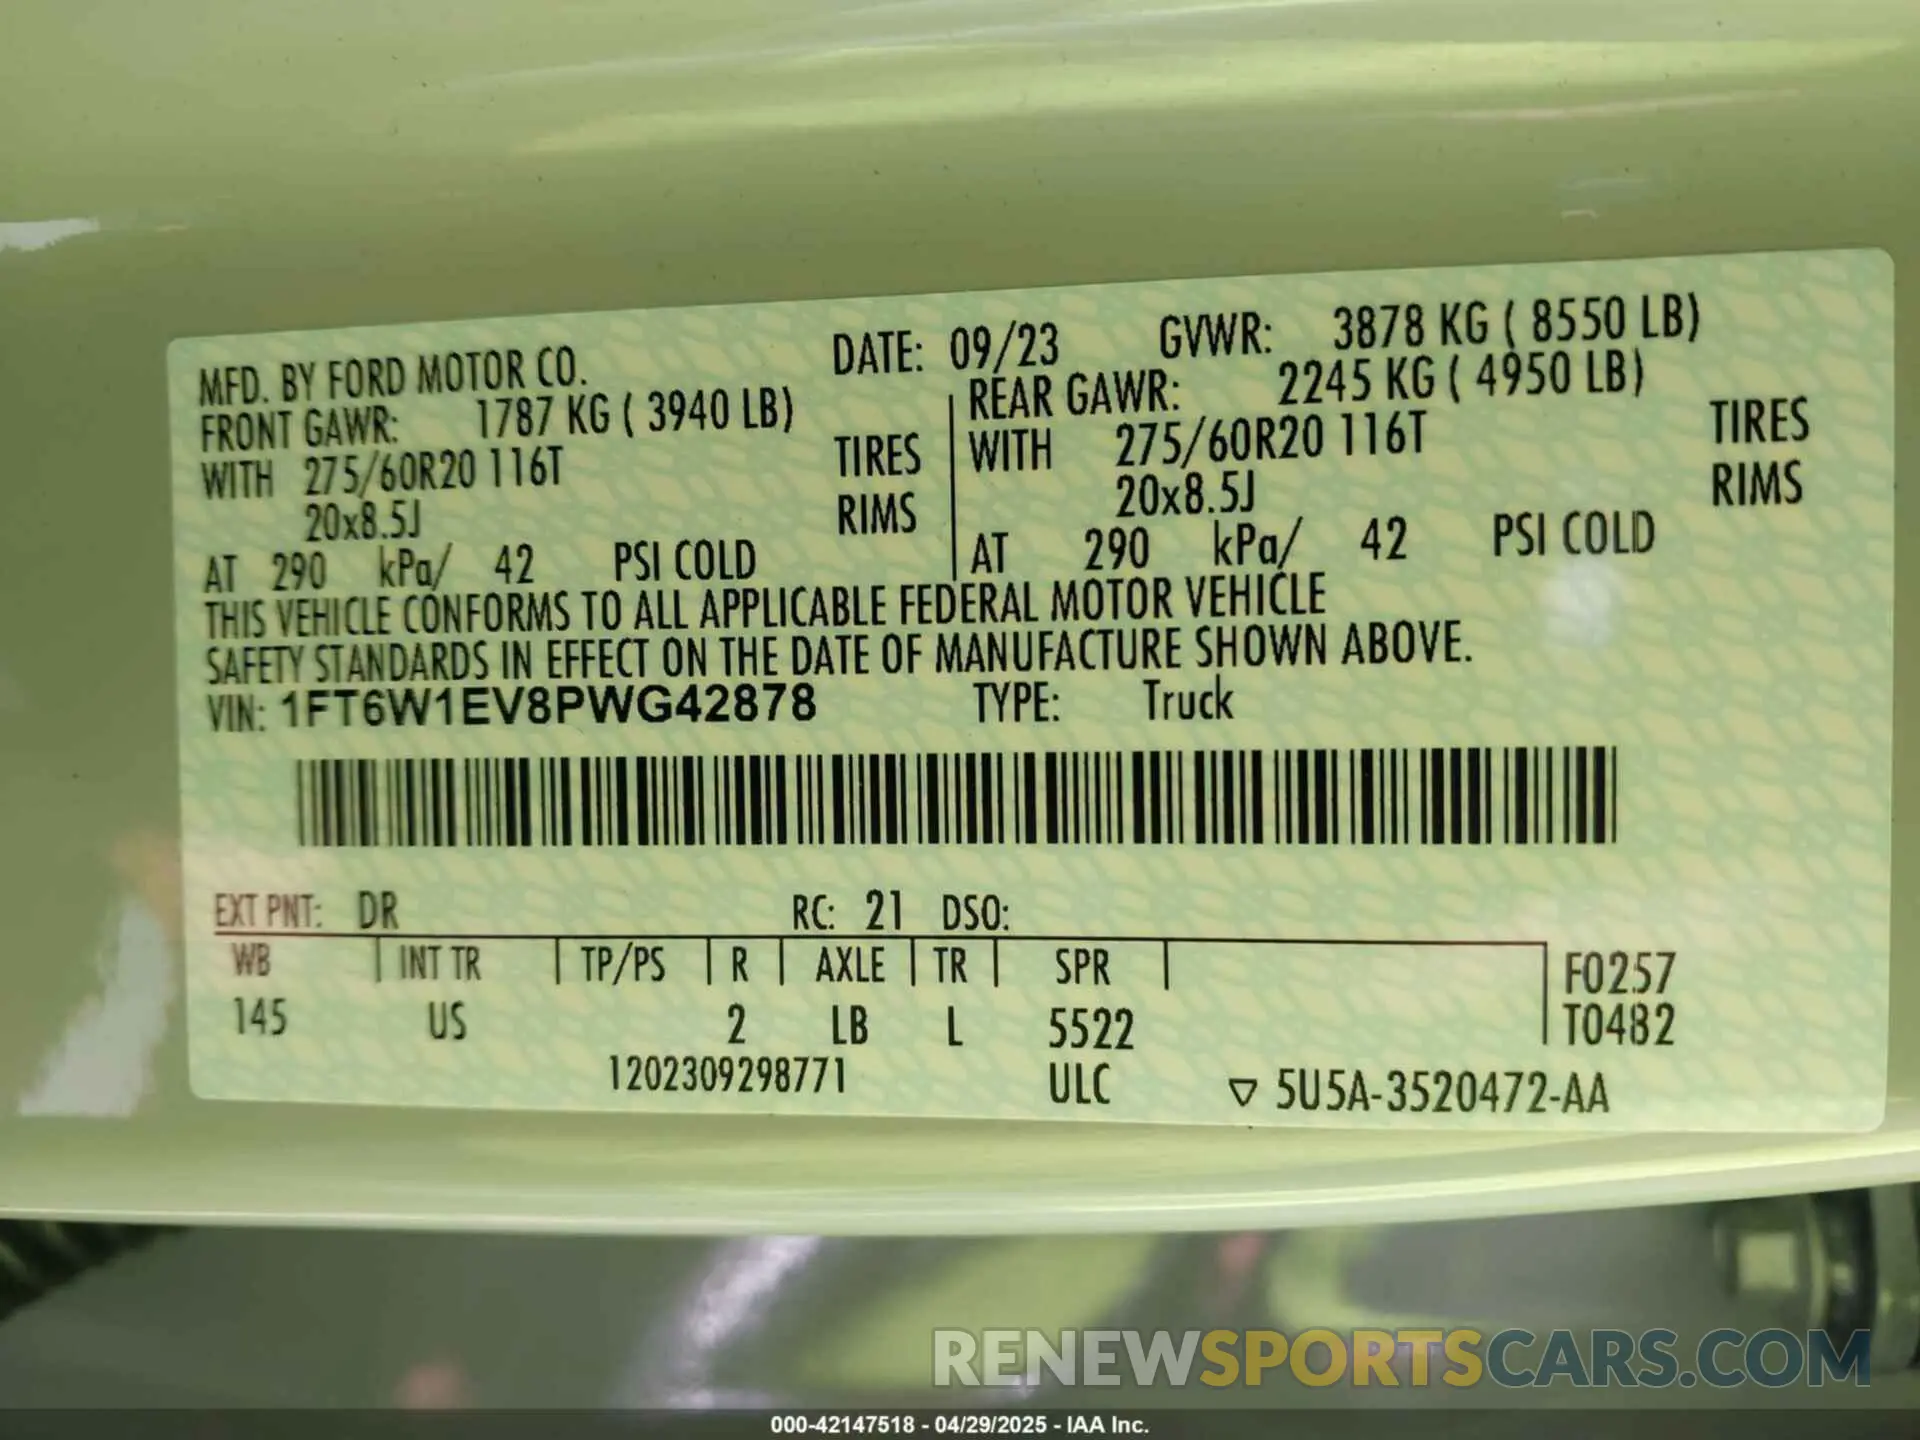 MFD. BY FORD MOTOR CO. DATE: 09/23 GVWR: 3878 KG ( 8550 LB)
FRONT GAWR: 1787 KG ( 3940 LB) REAR GAWR: 2245 KG ( 4950 LB)
WITH 275/60R20 116T TIRES WITH 275/60R20 116T TIRES
20x8.5J RIMS 20x8.5J RIMS
AT 290 kPa/ 42 PSI COLD AT 290 kPa/ 42 PSI COLD
THIS VEHICLE CONFORMS TO ALL APPLICABLE FEDERAL MOTOR VEHICLE
SAFETY STANDARDS IN EFFECT ON THE DATE OF MANUFACTURE SHOWN ABOVE.
VIN: 1FT6W1EV8PWG42878 TYPE: Truck
EXT PNT: DR RC: 21 DSO:
WB INT TR TP/PS R AXLE TR SPR F0257
145 US 2 LB L 5522 T0482
1202309298771 ULC ▽ 5U5A-3520472-AA
RENEWSPORTSCARS.COM
000-42147518 - 04/29/2025 - IAA Inc.